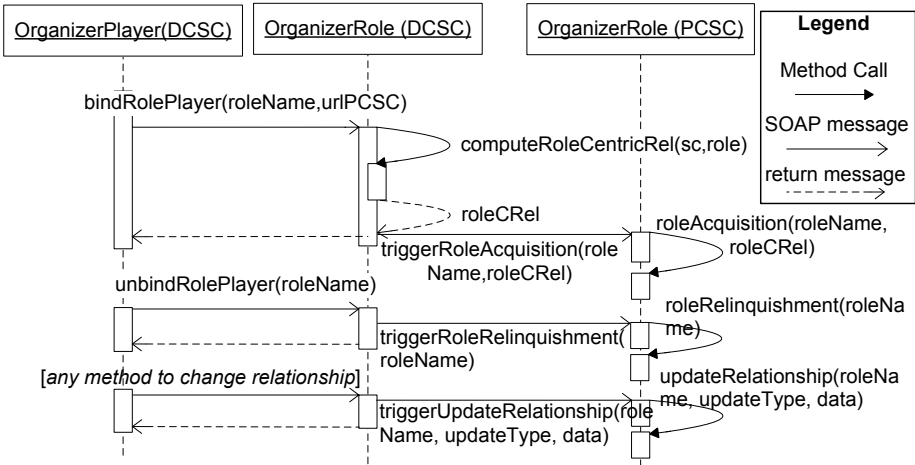 OrganizerPlayer(DCSC)
OrganizerRole (DCSC)
OrganizerRole (PCSC)
Legend
Method Call
SOAP message
return message
bindRolePlayer(roleName,urlPCSC)
computeRoleCentricRel(sc,role)
roleCRel
triggerRoleAcquisition(role
Name,roleCRel)
roleAcquisition(roleName,
roleCRel)
unbindRolePlayer(roleName)
triggerRoleRelinquishment(
roleName)
roleRelinquishment(roleNa
me)
[any method to change relationship]
triggerUpdateRelationship(role
Name, updateType, data)
updateRelationship(roleNa
me, updateType, data)